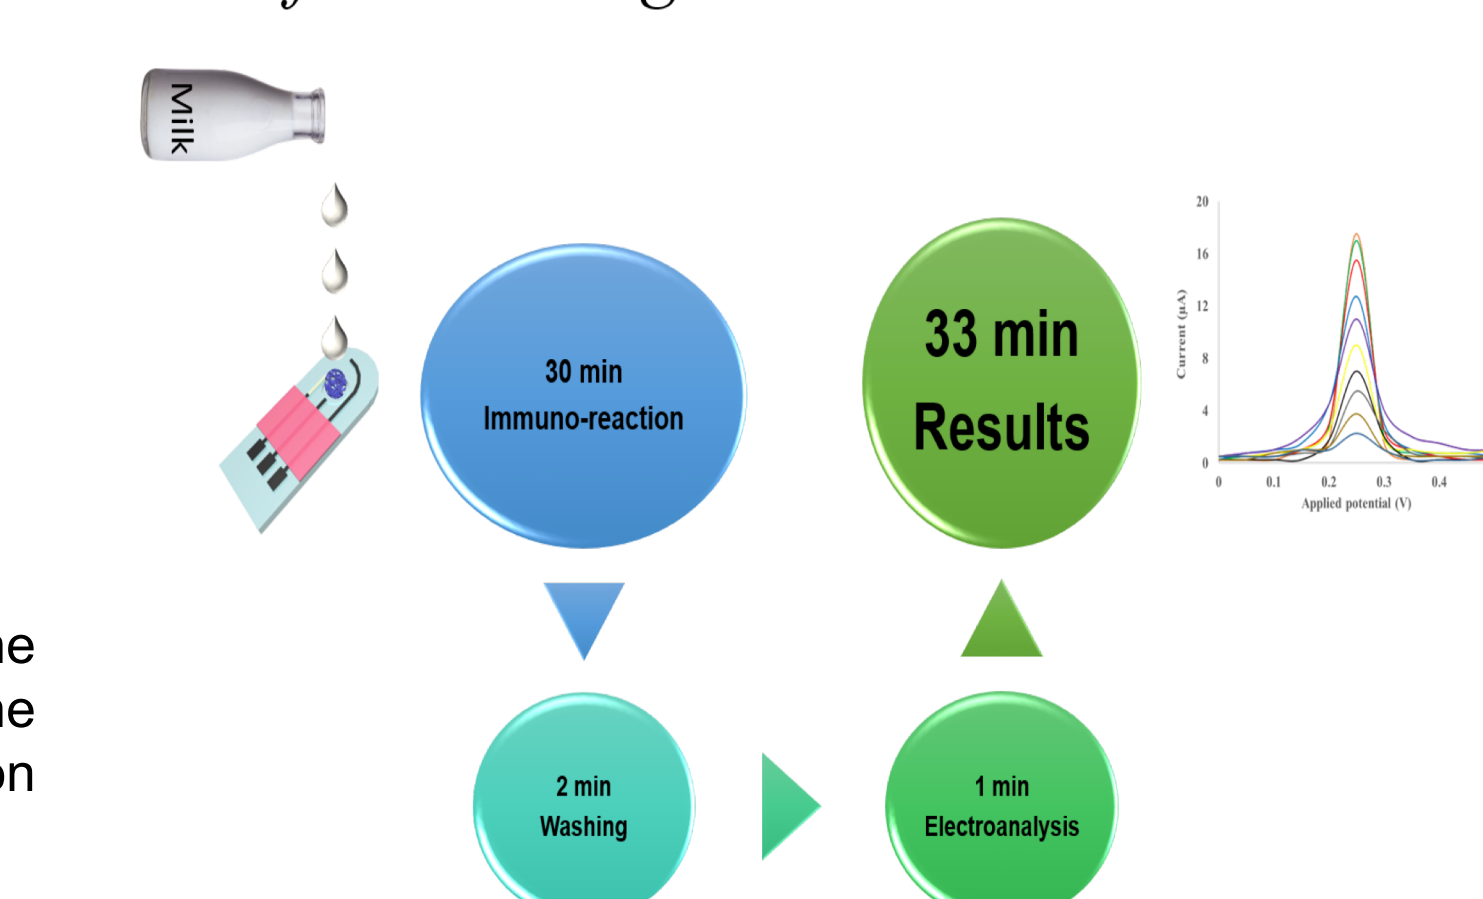 Milk
30 min
Immuno-reaction
2 min
Washing
1 min
Electroanalysis
33 min
Results
20
16
12
8
4
0
Current (µA)
0 0.1 0.2 0.3 0.4
Applied potential (V)